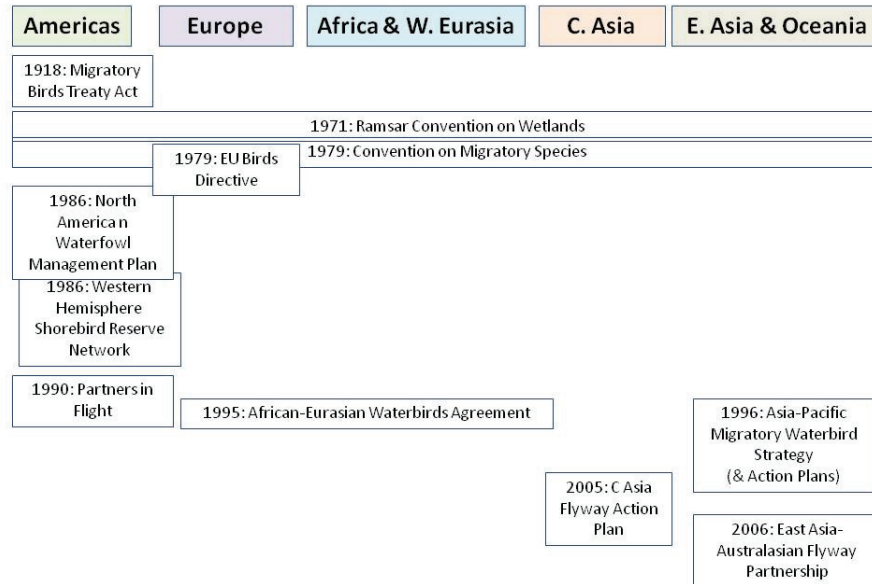 Americas
Europe
Africa & W. Eurasia
C. Asia
E. Asia & Oceania
1918: Migratory
Birds Treaty Act
1971: Ramsar Convention on Wetlands
1979: Convention on Migratory Species
1979: EU Birds
Directive
1986: North
American
Waterfowl
Management Plan
1986: Western
Hemisphere
Shorebird Reserve
Network
1990: Partners in
Flight
1995: African-Eurasian Waterbirds Agreement
1996: Asia-Pacific
Migratory Waterbird
Strategy
(& Action Plans)
2005: C Asia
Flyway Action
Plan
2006: East Asia-
Australasian Flyway
Partnership